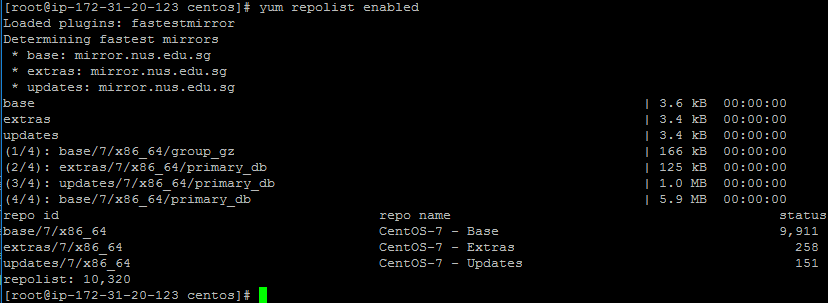 [root@ip-172-31-20-123 centos]# yum repolist enabled
Loaded plugins: fastestmirror
Determining fastest mirrors
 * base: mirror.nus.edu.sg
 * extras: mirror.nus.edu.sg
 * updates: mirror.nus.edu.sg
base | 3.6 kB 00:00:00
extras | 3.4 kB 00:00:00
updates | 3.4 kB 00:00:00
(1/4): base/7/x86_64/group_gz | 166 kB 00:00:00
(2/4): extras/7/x86_64/primary_db | 125 kB 00:00:00
(3/4): updates/7/x86_64/primary_db | 1.0 MB 00:00:00
(4/4): base/7/x86_64/primary_db | 5.9 MB 00:00:00
repo id repo name status
base/7/x86_64 CentOS-7 - Base 9,911
extras/7/x86_64 CentOS-7 - Extras 258
updates/7/x86_64 CentOS-7 - Updates 151
repolist: 10,320
[root@ip-172-31-20-123 centos]#